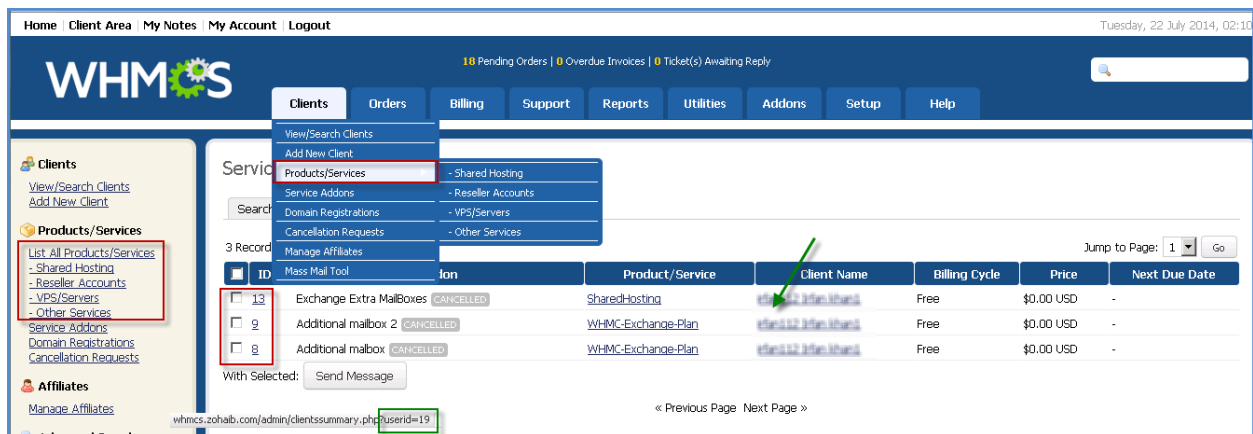 Home | Client Area | My Notes | My Account | Logout
Tuesday, 22 July 2014, 02:10
WHMCS
18 Pending Orders | 0 Overdue Invoices | 0 Ticket(s) Awaiting Reply
Clients Orders Billing Support Reports Utilities Addons Setup Help
View/Search Clients
Add New Client
Products/Services
Service Addons
Domain Registrations
Cancellation Requests
Manage Affiliates
Mass Mail Tool
- Shared Hosting
- Reseller Accounts
- VPS/Servers
- Other Services
Clients
View/Search Clients
Add New Client
Products/Services
List All Products/Services
- Shared Hosting
- Reseller Accounts
- VPS/Servers
- Other Services
Service Addons
Domain Registrations
Cancellation Requests
Affiliates
Manage Affiliates
Servic
Search
3 Record
Jump to Page: 1 Go
ID don Product/Service Client Name Billing Cycle Price Next Due Date
13 Exchange Extra MailBoxes CANCELLED SharedHosting Free $0.00 USD -
9 Additional mailbox 2 CANCELLED WHMC-Exchange-Plan Free $0.00 USD -
8 Additional malbox CANCELLED WHMC-Exchange-Plan Free $0.00 USD -
With Selected: Send Message
« Previous Page Next Page »
whmcs.zohaib.com/admin/clientssummary.php?userid=19